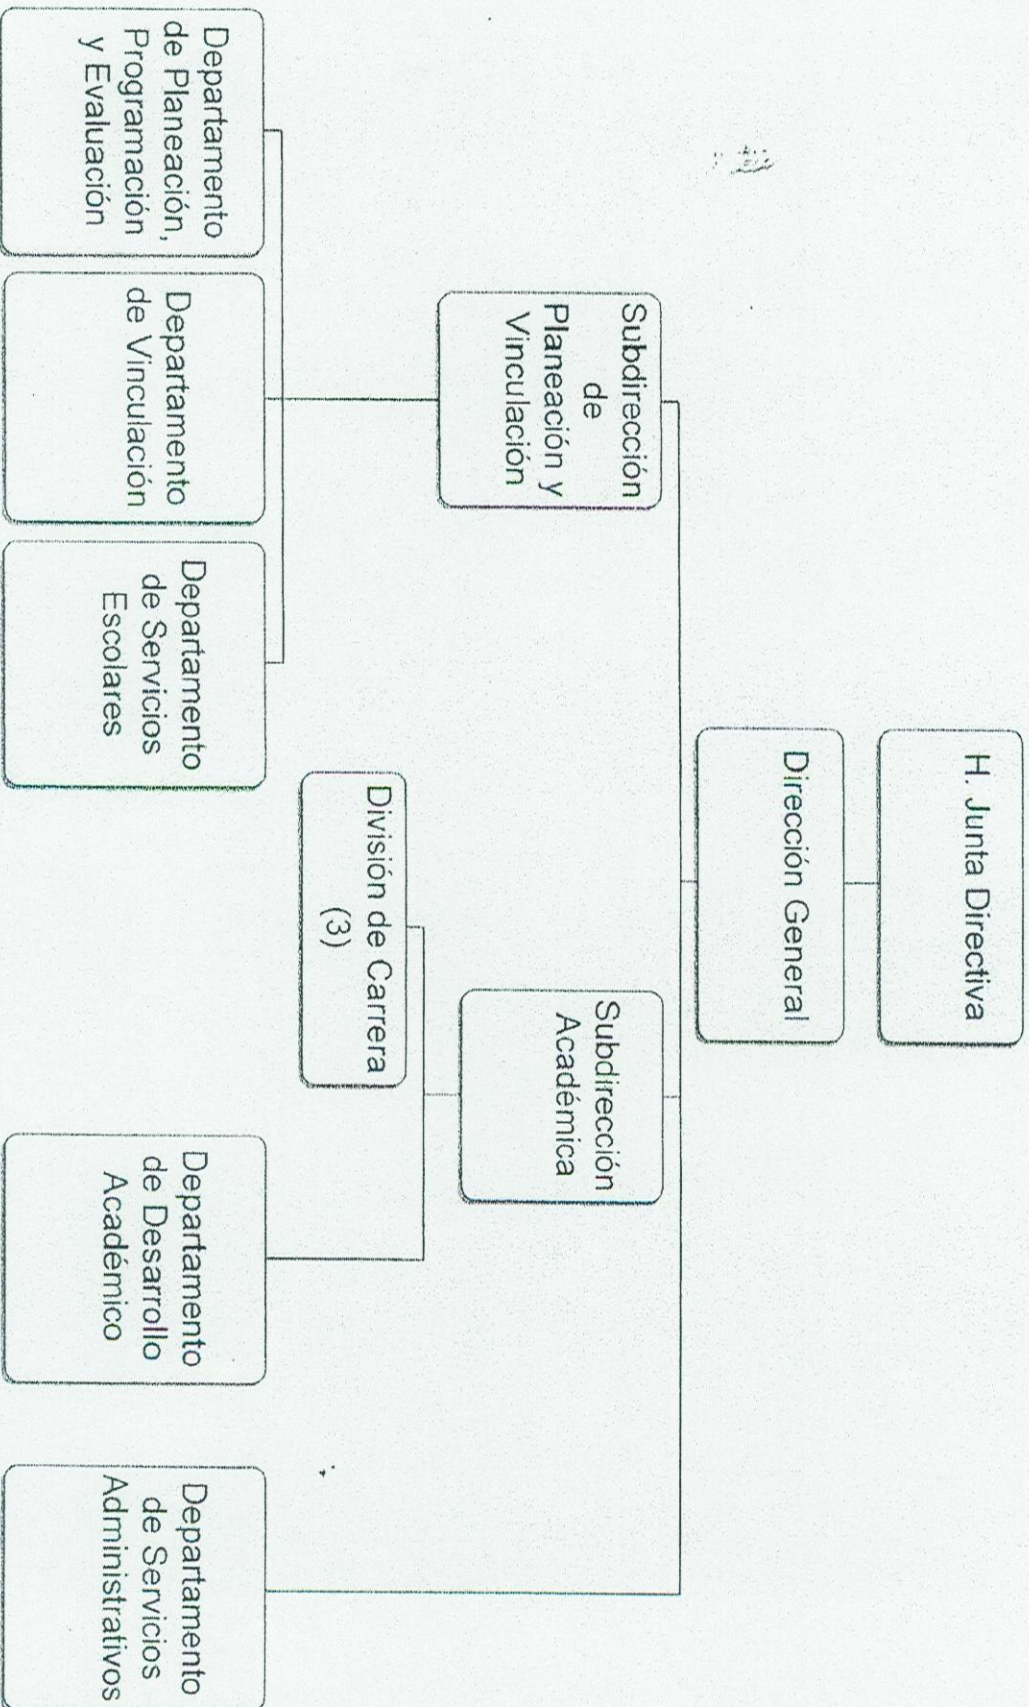 H. Junta Directiva
Dirección General
Subdirección
de
Planeación y
Vinculación
Subdirección
Académica
División de Carrera
(3)
Departamento
de Planeación,
Programación
y Evaluación
Departamento
de Vinculación
Departamento
de Servicios
Escolares
Departamento
de Desarrollo
Académico
Departamento
de Servicios
Administrativos